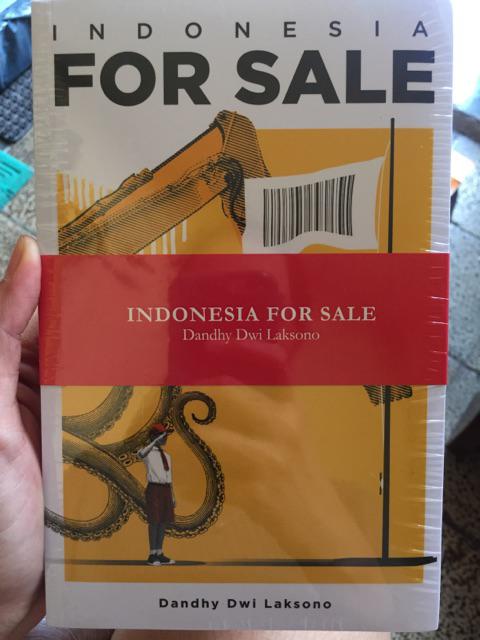 INDONESIA
FOR SALE
INDONESIA FOR SALE
Dandhy Dwi Laksono
Dandhy Dwi Laksono